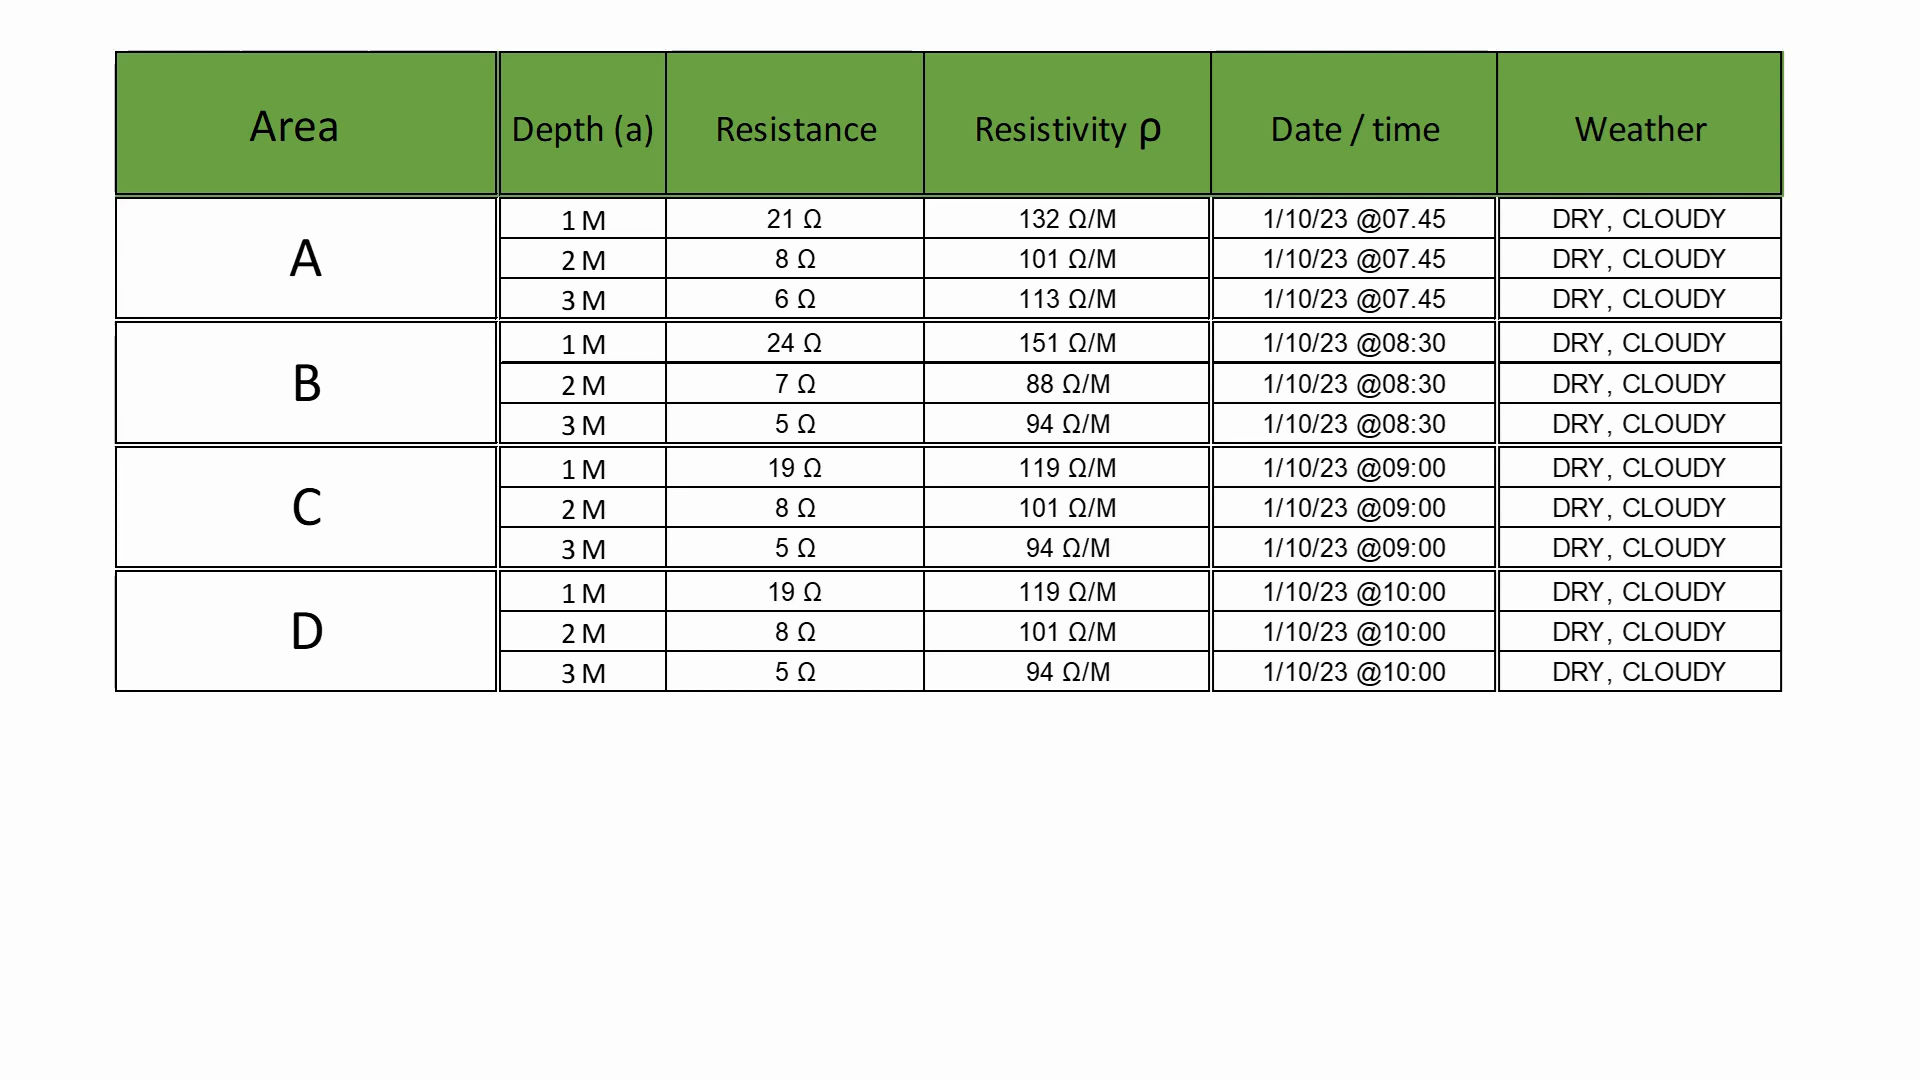 Area Depth (a) Resistance Resistivity ρ Date / time Weather
A
1 M 21 Ω 132 Ω/M 1/10/23 @07.45 DRY, CLOUDY
2 M 8 Ω 101 Ω/M 1/10/23 @07.45 DRY, CLOUDY
3 M 6 Ω 113 Ω/M 1/10/23 @07.45 DRY, CLOUDY
B
1 M 24 Ω 151 Ω/M 1/10/23 @08:30 DRY, CLOUDY
2 M 7 Ω 88 Ω/M 1/10/23 @08:30 DRY, CLOUDY
3 M 5 Ω 94 Ω/M 1/10/23 @08:30 DRY, CLOUDY
C
1 M 19 Ω 119 Ω/M 1/10/23 @09:00 DRY, CLOUDY
2 M 8 Ω 101 Ω/M 1/10/23 @09:00 DRY, CLOUDY
3 M 5 Ω 94 Ω/M 1/10/23 @09:00 DRY, CLOUDY
D
1 M 19 Ω 119 Ω/M 1/10/23 @10:00 DRY, CLOUDY
2 M 8 Ω 101 Ω/M 1/10/23 @10:00 DRY, CLOUDY
3 M 5 Ω 94 Ω/M 1/10/23 @10:00 DRY, CLOUDY